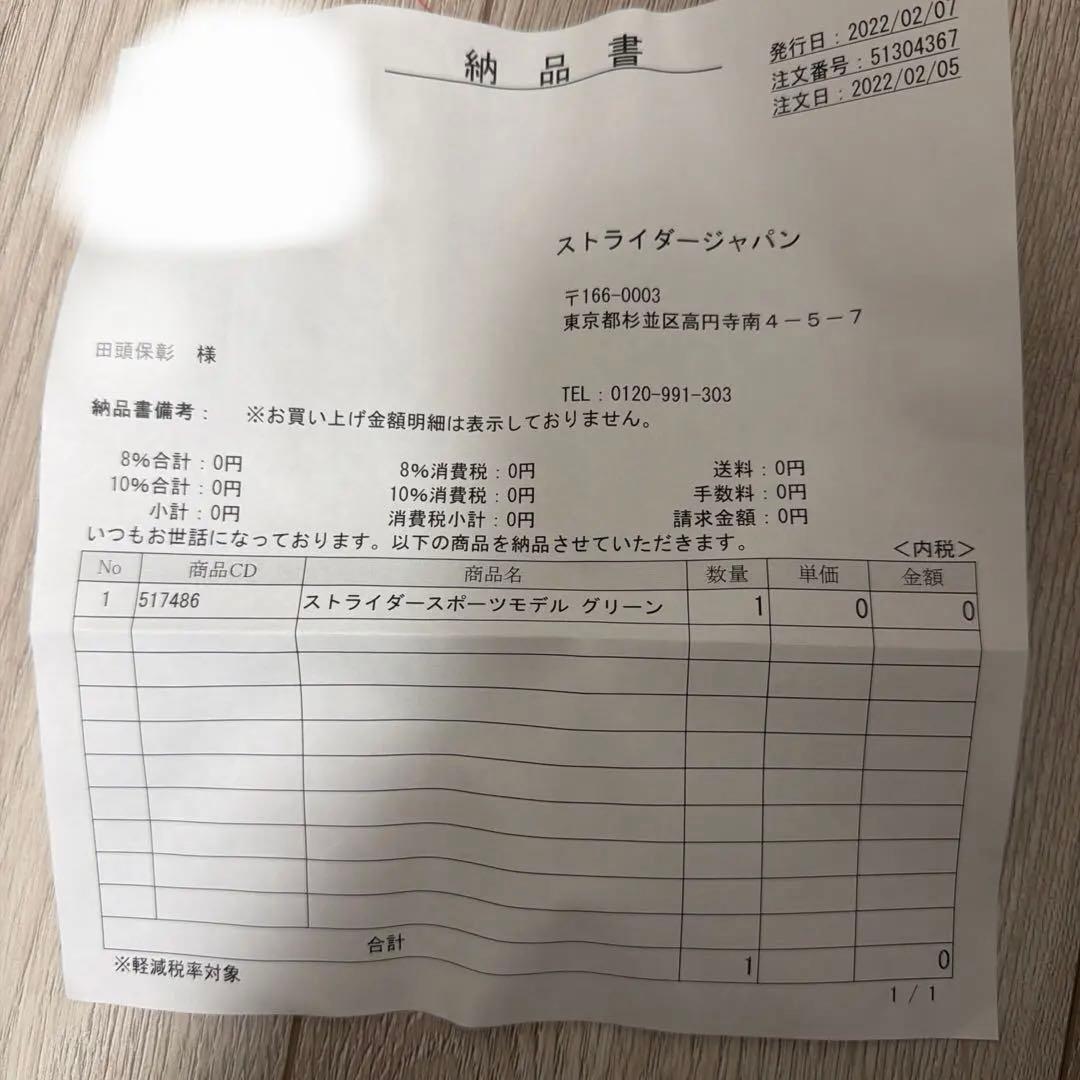 納品書
発行日：2022/02/07
注文番号：51304367
注文日：2022/02/05
ストライダージャパン
〒166-0003
東京都杉並区高円寺南４－５－７
田頭保彰　様
TEL：0120-991-303
納品書備考：　※お買い上げ金額明細は表示しておりません。
8%合計：0円　8%消費税：0円　送料：0円
10%合計：0円　10%消費税：0円　手数料：0円
小計：0円　消費税小計：0円　請求金額：0円
いつもお世話になっております。以下の商品を納品させていただきます。
＜内税＞
No　商品CD　商品名　数量　単価　金額
1　517486　ストライダースポーツモデル グリーン　1　0　0
合計　1　0
※軽減税率対象
1 / 1